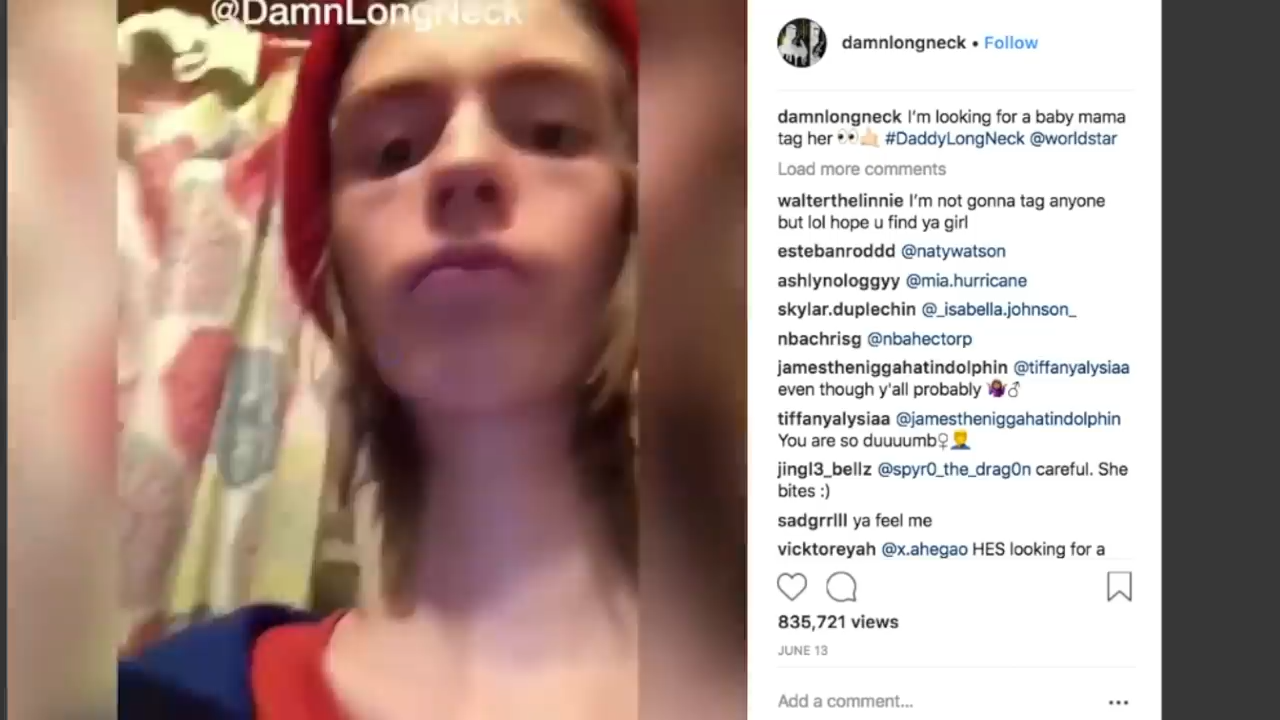 @DamnLongNeck
damnlongneck • Follow
damnlongneck I'm looking for a baby mama
tag her 👀🤙🏻 #DaddyLongNeck @worldstar
Load more comments
walterthelinnie I'm not gonna tag anyone
but lol hope u find ya girl
estebanroddd @natywatson
ashlynologgyy @mia.hurricane
skylar.duplechin @_isabella.johnson_
nbachrisg @nbahectorp
jamestheniggahatindolphin @tiffanyalysiaa
even though y'all probably 🤷🏾♂
tiffanyalysiaa @jamestheniggahatindolphin
You are so duuuumb♀🤦
jingl3_bellz @spyr0_the_drag0n careful. She
bites :)
sadgrrlll ya feel me
vicktoreyah @x.ahegao HES looking for a
835,721 views
JUNE 13
Add a comment...